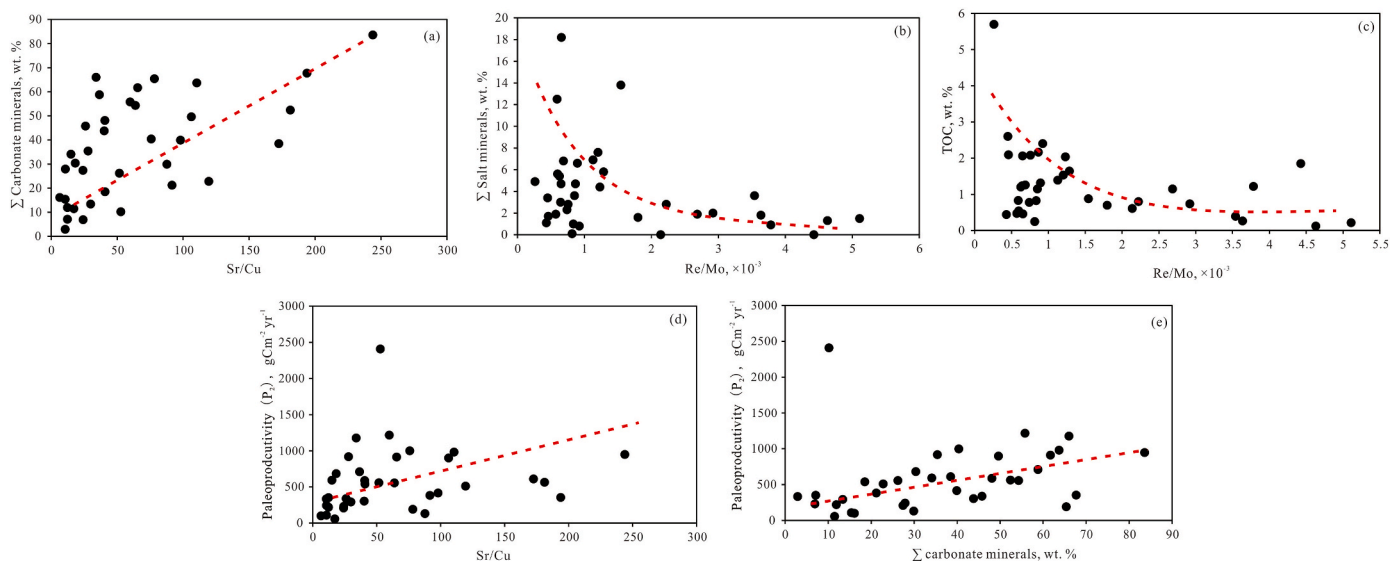 (a)
∑ Carbonate minerals, wt. %
90
80
70
60
50
40
30
20
10
0
0 50 100 150 200 250 300
Sr/Cu
(b)
∑ Salt minerals, wt. %
20
18
16
14
12
10
8
6
4
2
0
0 1 2 3 4 5 6
Re/Mo, ×10⁻³
(c)
TOC, wt. %
6
5
4
3
2
1
0
0 0.5 1 1.5 2 2.5 3 3.5 4 4.5 5 5.5
Re/Mo, ×10⁻³
(d)
Paleoprodcutivity (P₂), gCm⁻² yr⁻¹
3000
2500
2000
1500
1000
500
0
0 50 100 150 200 250 300
Sr/Cu
(e)
Paleoprodcutivity (P₂), gCm⁻² yr⁻¹
3000
2500
2000
1500
1000
500
0
0 10 20 30 40 50 60 70 80 90
∑ carbonate minerals, wt. %